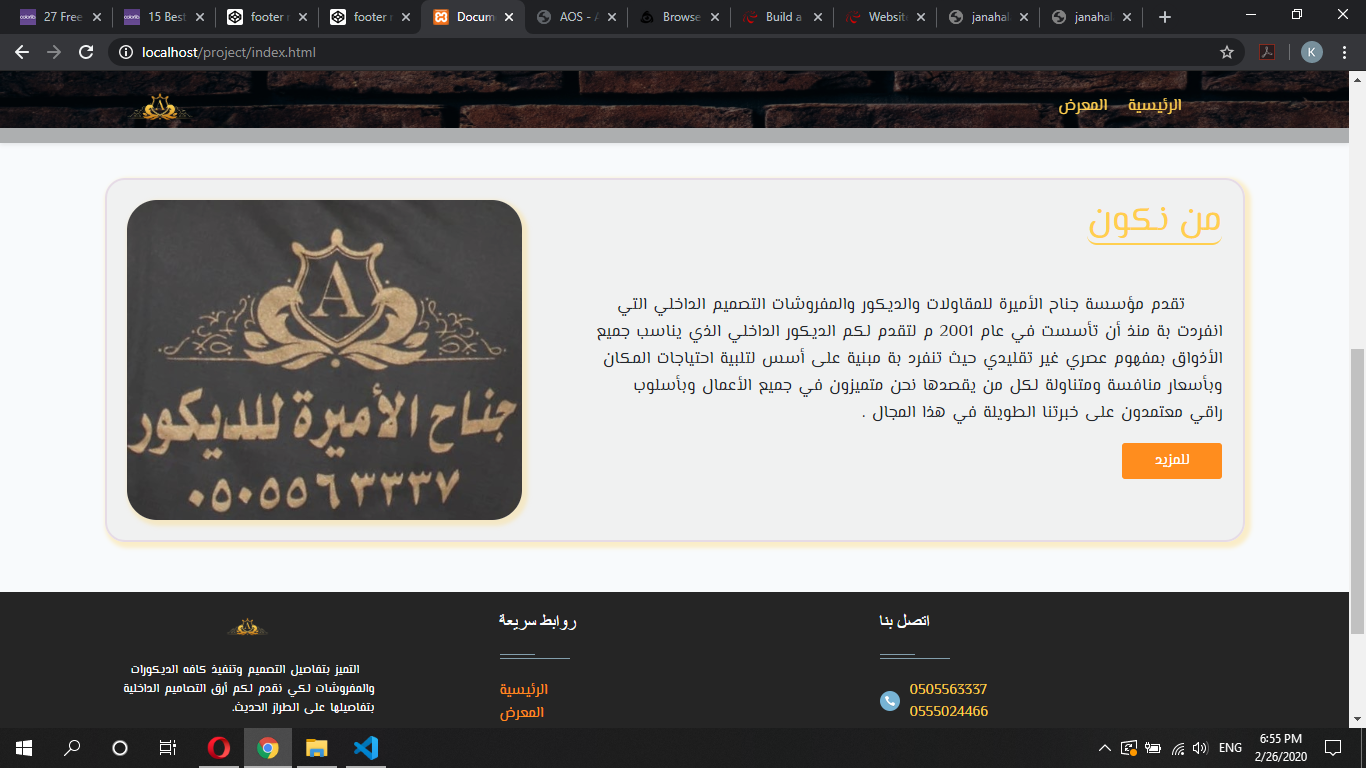 27 Free
15 Best
footer
footer
Docume
AOS - A
Browse
Build a
Website
janahal
janahal
localhost/project/index.html
K
الرئيسية
المعرض
من نكون
تقدم مؤسسة جناح الأميرة للمقاولات والديكور والمفروشات التصميم الداخلي التي
انفردت بة منذ أن تأسست في عام 2001 م لتقدم لكم الديكور الداخلي الذي يناسب جميع
الأذواق بمفهوم عصري غير تقليدي حيث تنفرد بة مبنية على أسس لتلبية احتياجات المكان
وبأسعار منافسة ومتناولة لكل من يقصدها نحن متميزون في جميع الأعمال وبأسلوب
راقي معتمدون على خبرتنا الطويلة في هذا المجال .
للمزيد
A
جناح الأميرة للديكور
٠٥٠٥٥٦٣٣٣٧
اتصل بنا
0505563337
0555024466
روابط سريعة
الرئيسية
المعرض
التميز بتفاصيل التصميم وتنفيذ كافه الديكورات
والمفروشات لكي نقدم لكم أرق التصاميم الداخلية
بتفاصيلها على الطراز الحديث.
ENG
6:55 PM
2/26/2020